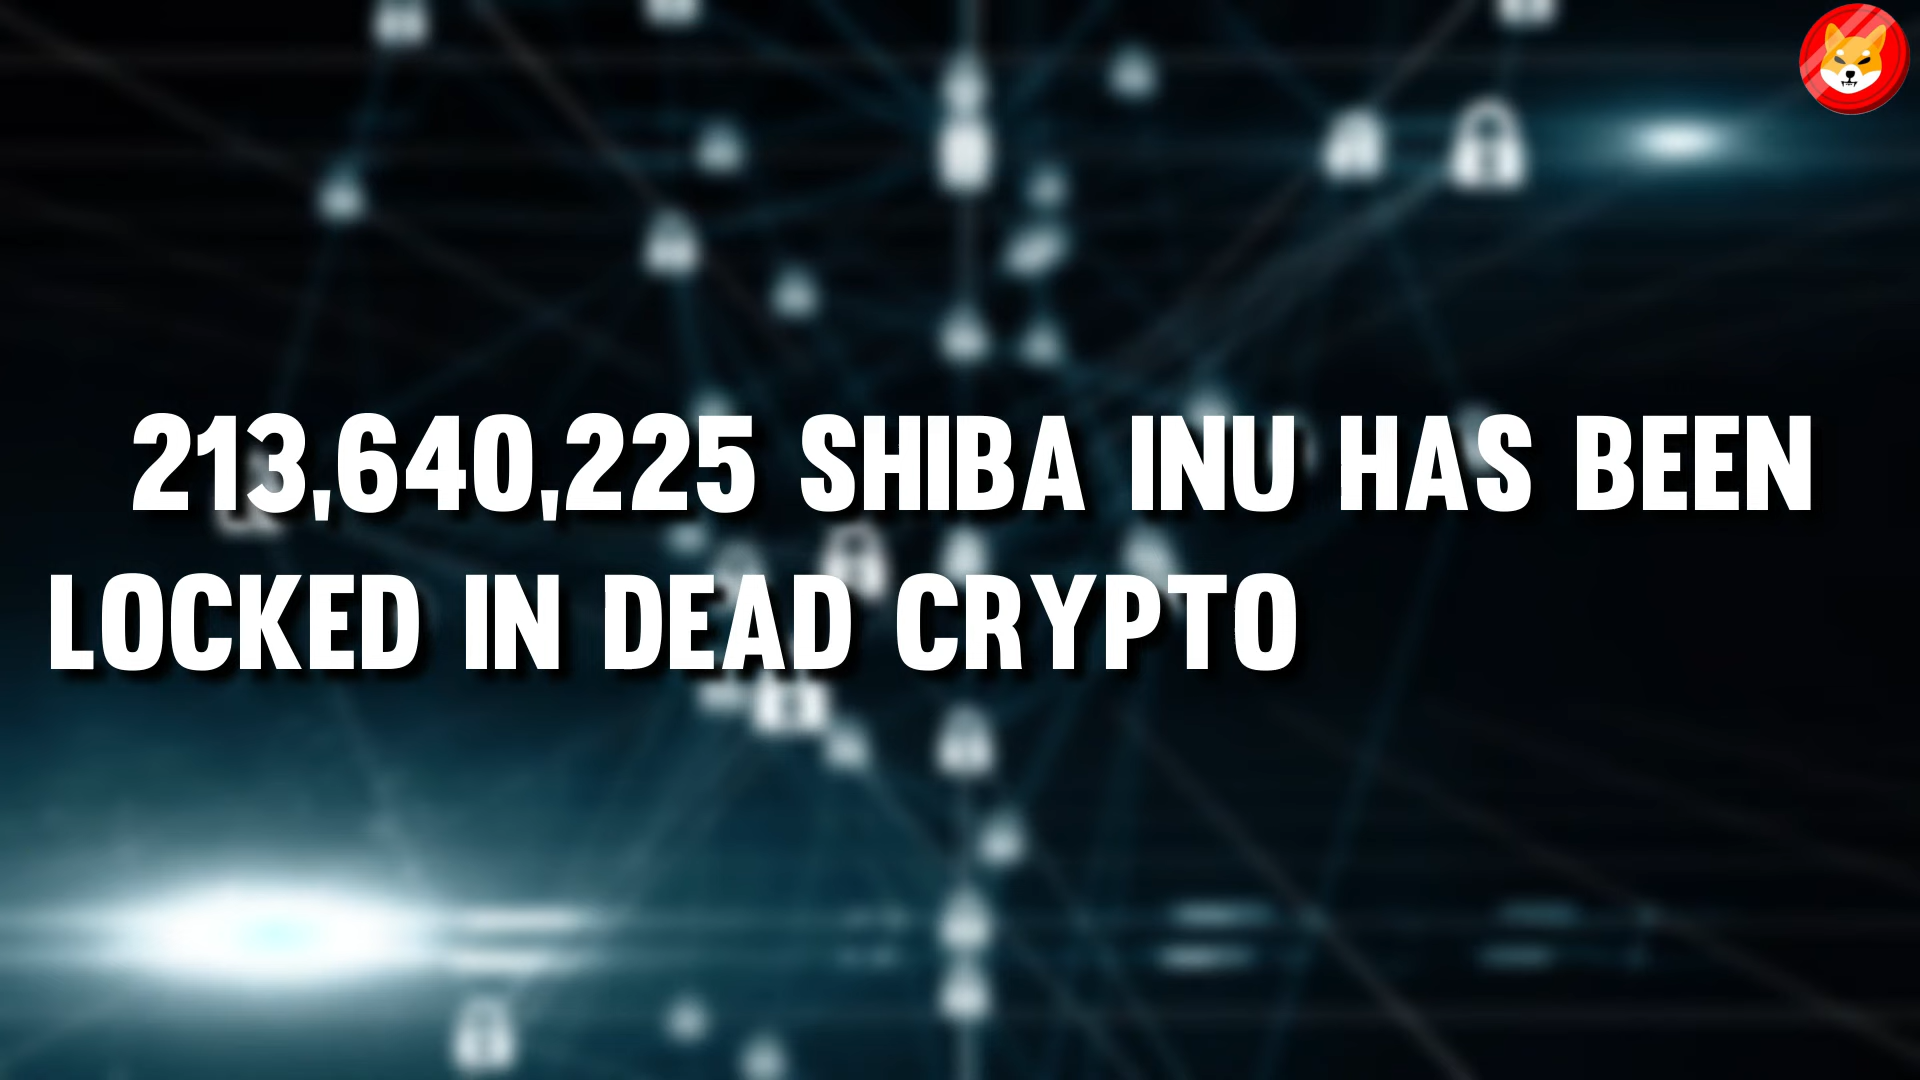 213,640,225 SHIBA INU HAS BEEN
LOCKED IN DEAD CRYPTO